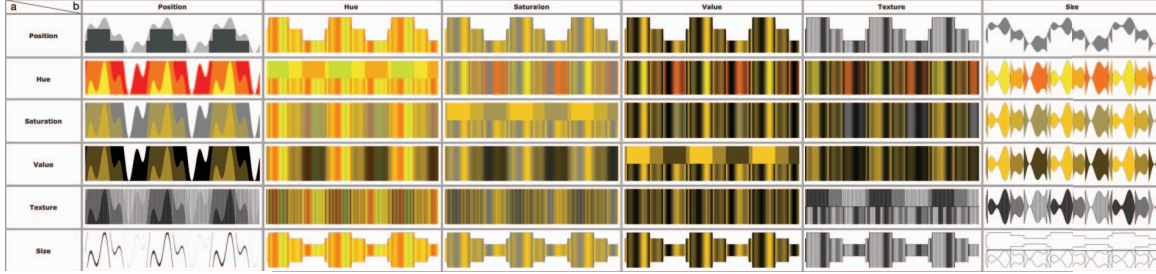 a b Position Hue Saturation Value Texture Size
Position
Hue
Saturation
Value
Texture
Size